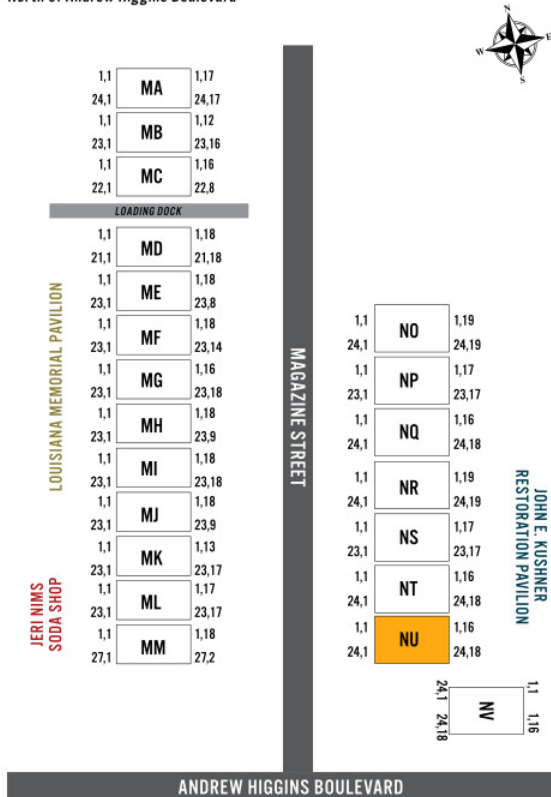 North of Andrew Higgins Boulevard
N
W E
S
1,1 MA 1,17
24,1 24,17
1,1 MB 1,12
23,1 23,16
1,1 MC 1,16
22,1 22,8
LOADING DOCK
1,1 MD 1,18
21,1 21,18
1,1 ME 1,18
23,1 23,8
1,1 MF 1,18
23,1 23,14
1,1 MG 1,16
23,1 23,18
1,1 MH 1,18
23,1 23,9
1,1 MI 1,18
23,1 23,18
1,1 MJ 1,18
23,1 23,9
1,1 MK 1,13
23,1 23,17
1,1 ML 1,17
23,1 23,17
1,1 MM 1,18
27,1 27,2
LOUISIANA MEMORIAL PAVILION
JERI NIMS
SODA SHOP
MAGAZINE STREET
1,1 NO 1,19
24,1 24,19
1,1 NP 1,17
23,1 23,17
1,1 NQ 1,16
24,1 24,18
1,1 NR 1,19
24,1 24,19
1,1 NS 1,17
23,1 23,17
1,1 NT 1,16
24,1 24,18
1,1 NU 1,16
24,1 24,18
JOHN E. KUSHNER
RESTORATION PAVILION
1,1 NV 1,16
24,1 24,18
ANDREW HIGGINS BOULEVARD